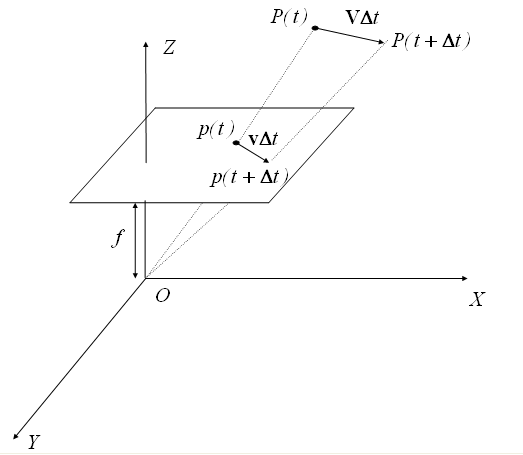 P(t)
VΔt
P(t + Δt)
Z
p(t)
vΔt
p(t + Δt)
f
O
X
Y